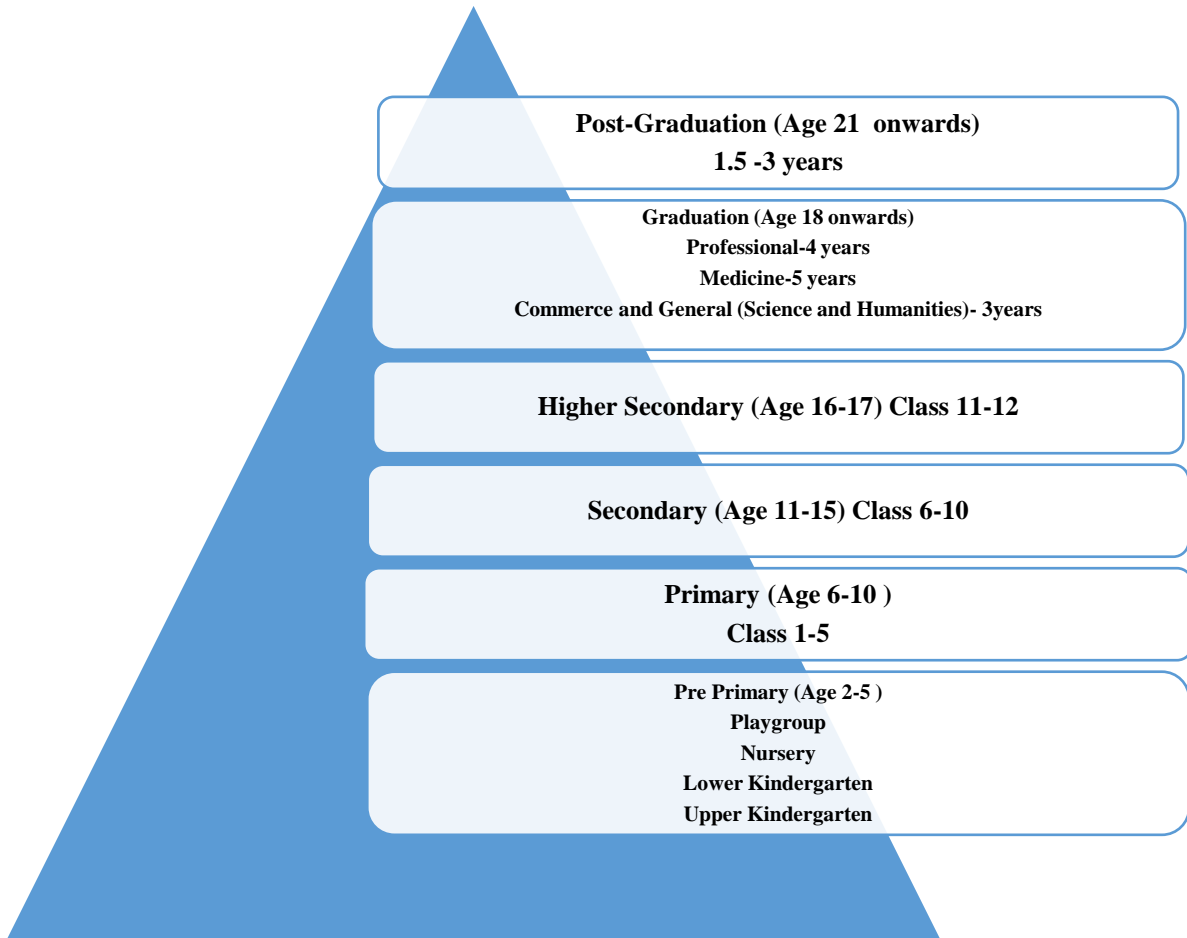 Post-Graduation (Age 21 onwards)
1.5 -3 years
Graduation (Age 18 onwards)
Professional-4 years
Medicine-5 years
Commerce and General (Science and Humanities)- 3years
Higher Secondary (Age 16-17) Class 11-12
Secondary (Age 11-15) Class 6-10
Primary (Age 6-10 )
Class 1-5
Pre Primary (Age 2-5 )
Playgroup
Nursery
Lower Kindergarten
Upper Kindergarten